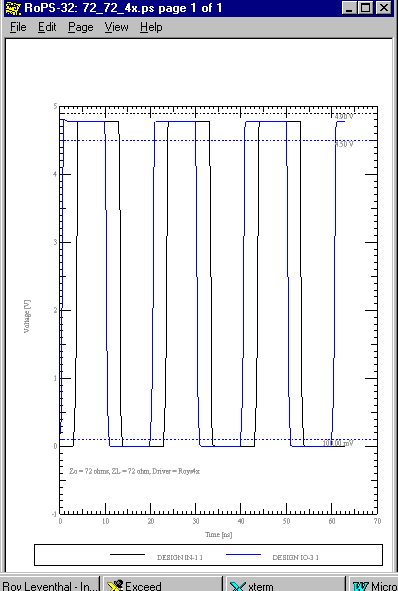 RoPS-32: 72_72_4x.ps page 1 of 1
File Edit Page View Help
5
4.90 V
4.50 V
4
3
Voltage [V]
2
1
100.00 mV
0
Zo = 72 ohms, ZL = 72 ohm, Driver = Roys4x
-1
0 10 20 30 40 50 60 70
Time [ns]
DESIGN IN-1 1 DESIGN IO-3 1
Roy Leventhal - In... Exceed xterm Micro